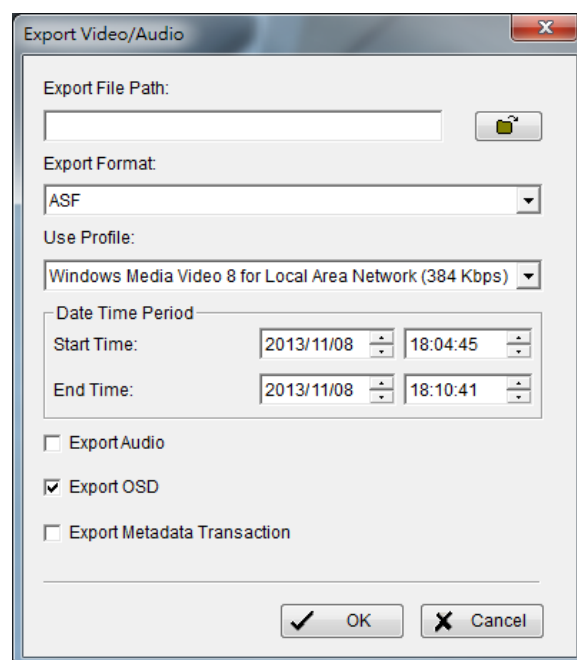 Export Video/Audio
Export File Path:
Export Format:
ASF
Use Profile:
Windows Media Video 8 for Local Area Network (384 Kbps)
Date Time Period
Start Time: 2013/11/08 18:04:45
End Time: 2013/11/08 18:10:41
Export Audio
Export OSD
Export Metadata Transaction
OK Cancel